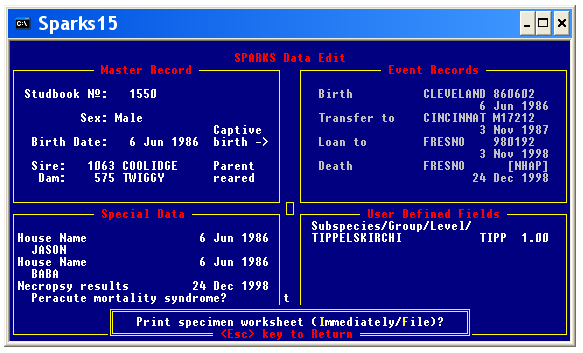 Sparks15
SPARKS Data Edit
Master Record
Studbook Nº: 1550
Sex: Male
Captive
Birth Date: 6 Jun 1986 birth ->
Sire: 1063 COOLIDGE Parent
Dam: 575 TWIGGY reared
Event Records
Birth CLEVELAND 860602
6 Jun 1986
Transfer to CINCINNAT M17212
3 Nov 1987
Loan to FRESNO 980192
3 Nov 1998
Death FRESNO [NHAP]
24 Dec 1998
Special Data
House Name 6 Jun 1986
JASON
House Name 6 Jun 1986
BABA
Necropsy results 24 Dec 1998
Peracute mortality syndrome? t
User Defined Fields
Subspecies/Group/Level/
TIPPELSKIRCHI TIPP 1.00
Print specimen worksheet (Immediately/File)?
<Esc> key to Return